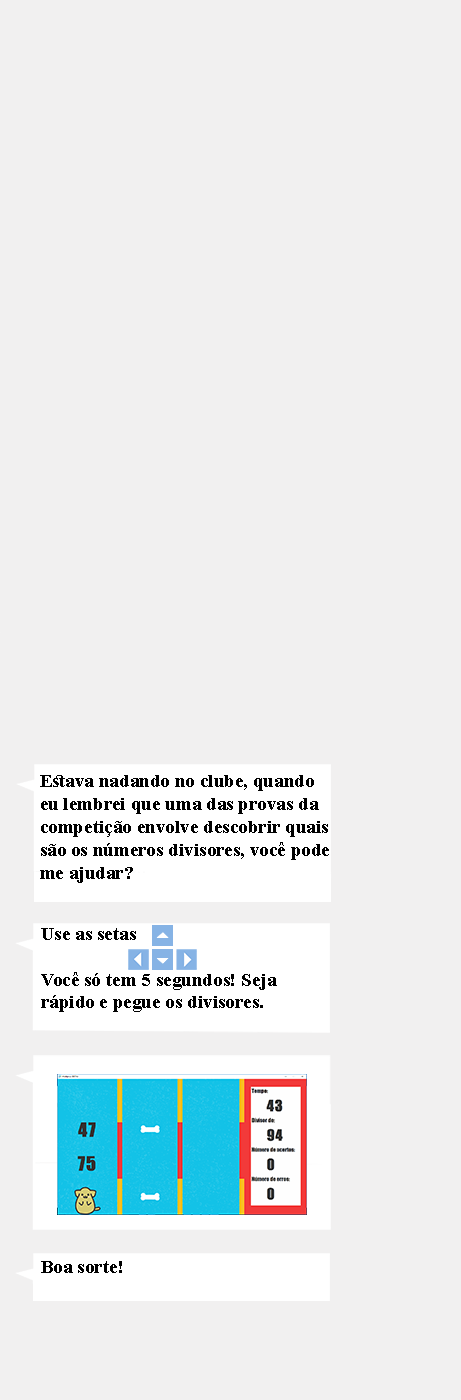 Estava nadando no clube, quando
eu lembrei que uma das provas da
competição envolve descobrir quais
são os números divisores, você pode
me ajudar?
Use as setas
Você só tem 5 segundos! Seja
rápido e pegue os divisores.
47
75
Tempo:
43
Divisor de:
94
Número de acertos:
0
Número de erros:
0
Boa sorte!